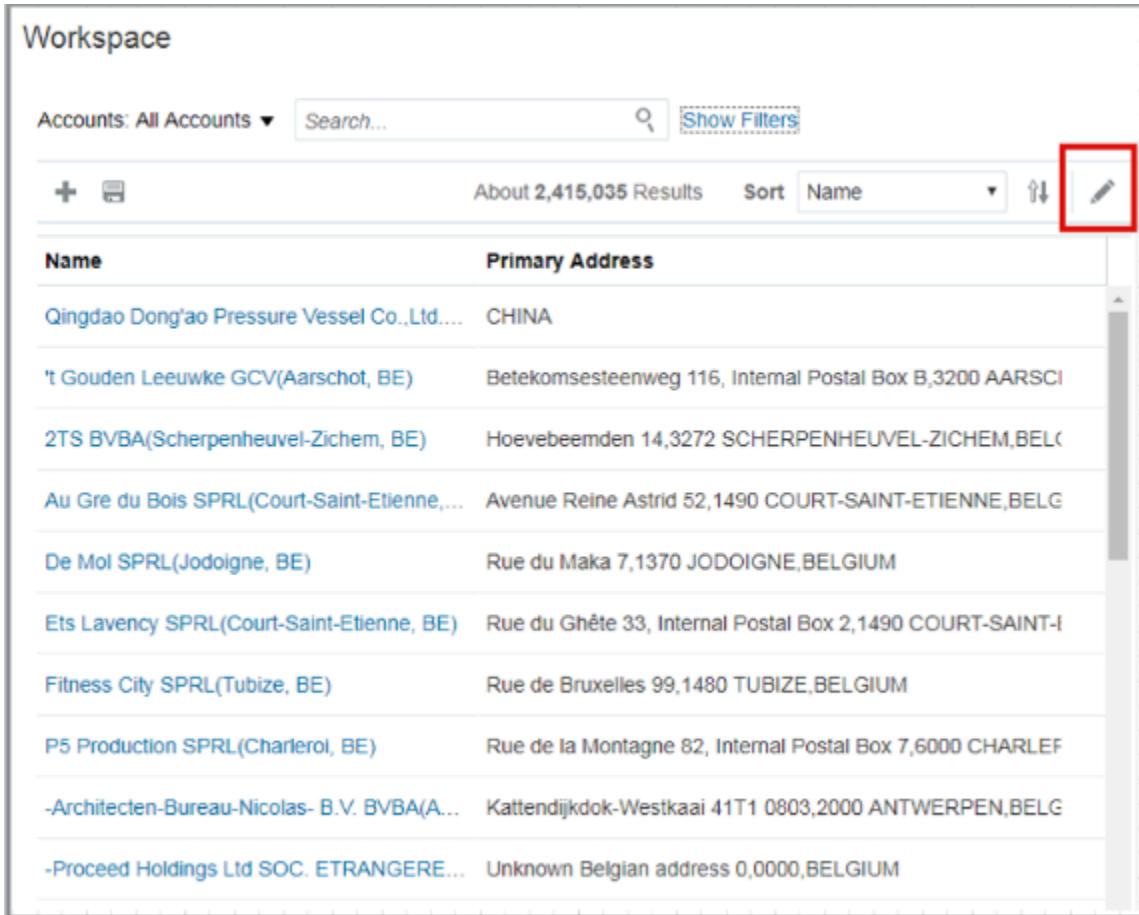 Workspace
Accounts: All Accounts Search... Show Filters
About 2,415,035 Results Sort Name
Name Primary Address
Qingdao Dong'ao Pressure Vessel Co.,Ltd.... CHINA
't Gouden Leeuwke GCV(Aarschot, BE) Betekomsesteenweg 116, Internal Postal Box B,3200 AARSCI
2TS BVBA(Scherpenheuvel-Zichem, BE) Hoevebeemden 14,3272 SCHERPENHEUVEL-ZICHEM,BEL
Au Gre du Bois SPRL(Court-Saint-Etienne,... Avenue Reine Astrid 52,1490 COURT-SAINT-ETIENNE,BELG
De Mol SPRL(Jodoigne, BE) Rue du Maka 7,1370 JODOIGNE,BELGIUM
Ets Lavency SPRL(Court-Saint-Etienne, BE) Rue du Ghête 33, Internal Postal Box 2,1490 COURT-SAINT-
Fitness City SPRL(Tubize, BE) Rue de Bruxelles 99,1480 TUBIZE,BELGIUM
P5 Production SPRL(Charleroi, BE) Rue de la Montagne 82, Internal Postal Box 7,6000 CHARLER
-Architecten-Bureau-Nicolas- B.V. BVBA(A... Kattendijkdok-Westkaai 41T1 0803,2000 ANTWERPEN,BELG
-Proceed Holdings Ltd SOC. ETRANGERE... Unknown Belgian address 0,0000,BELGIUM